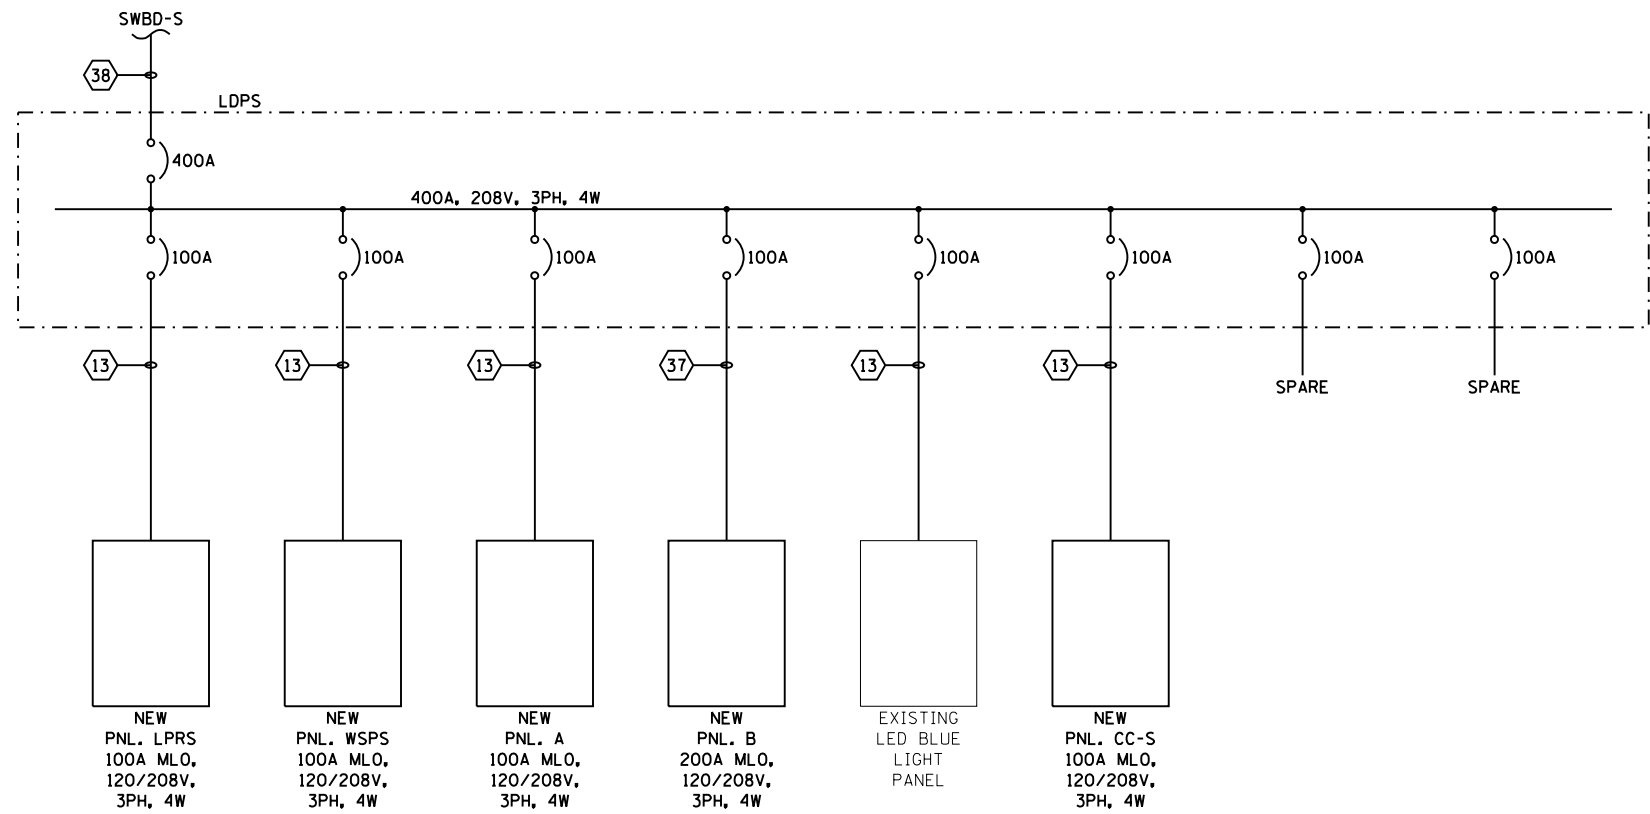 SWBD-S
38
LDPS
400A
400A, 208V, 3PH, 4W
100A
100A
100A
100A
100A
100A
100A
100A
13
13
13
37
13
13
SPARE
SPARE
NEW
PNL. LPRS
100A MLO,
120/208V,
3PH, 4W
NEW
PNL. WSPS
100A MLO,
120/208V,
3PH, 4W
NEW
PNL. A
100A MLO,
120/208V,
3PH, 4W
NEW
PNL. B
200A MLO,
120/208V,
3PH, 4W
EXISTING
LED BLUE
LIGHT
PANEL
NEW
PNL. CC-S
100A MLO,
120/208V,
3PH, 4W